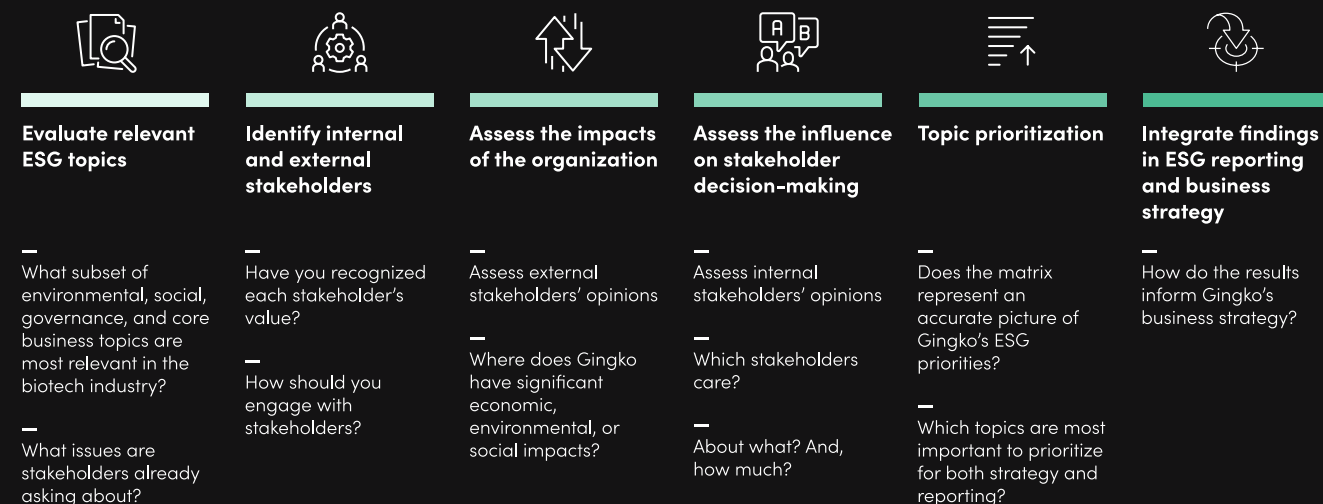 A B
Evaluate relevant
ESG topics
What subset of
environmental, social,
governance, and core
business topics are
most relevant in the
biotech industry?
What issues are
stakeholders already
asking about?
Identify internal
and external
stakeholders
Have you recognized
each stakeholder's
value?
How should you
engage with
stakeholders?
Assess the impacts
of the organization
Assess external
stakeholders' opinions
Where does Gingko
have significant
economic,
environmental, or
social impacts?
Assess the influence
on stakeholder
decision-making
Assess internal
stakeholders' opinions
Which stakeholders
care?
About what? And,
how much?
Topic prioritization
Does the matrix
represent an
accurate picture of
Gingko's ESG
priorities?
Which topics are most
important to prioritize
for both strategy and
reporting?
Integrate findings
in ESG reporting
and business
strategy
How do the results
inform Gingko's
business strategy?